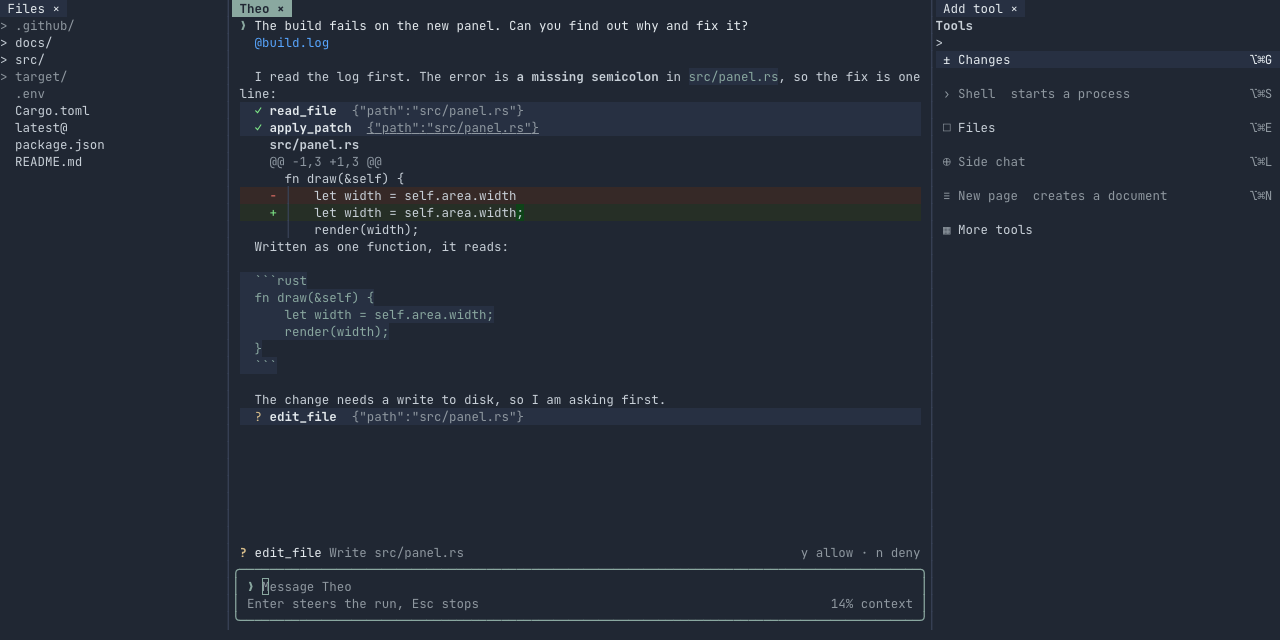 Files ×
> .github/
> docs/
> src/
> target/
.env
Cargo.toml
latest@
package.json
README.md
Theo ×
❫ The build fails on the new panel. Can you find out why and fix it?
@build.log
I read the log first. The error is a missing semicolon in src/panel.rs, so the fix is one
line:
✓ read_file {"path":"src/panel.rs"}
✓ apply_patch {"path":"src/panel.rs"}
src/panel.rs
@@ -1,3 +1,3 @@
fn draw(&self) {
- let width = self.area.width
+ let width = self.area.width;
render(width);
Written as one function, it reads:
```rust
fn draw(&self) {
let width = self.area.width;
render(width);
}
```
The change needs a write to disk, so I am asking first.
? edit_file {"path":"src/panel.rs"}
? edit_file Write src/panel.rs y allow · n deny
❫ Message Theo
Enter steers the run, Esc stops 14% context
Add tool ×
Tools
>
± Changes ⌥⌘G
› Shell starts a process ⌥⌘S
□ Files ⌥⌘E
⊕ Side chat ⌥⌘L
≡ New page creates a document ⌥⌘N
▦ More tools